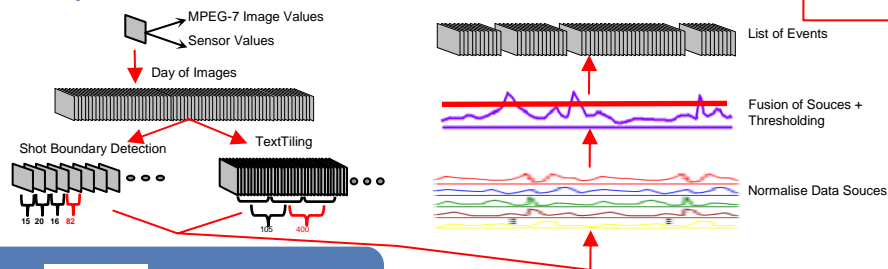 MPEG-7 Image Values
Sensor Values
Day of Images
Shot Boundary Detection
TextTiling
15 20 16 82
105 400
List of Events
Fusion of Souces +
Thresholding
Normalise Data Souces